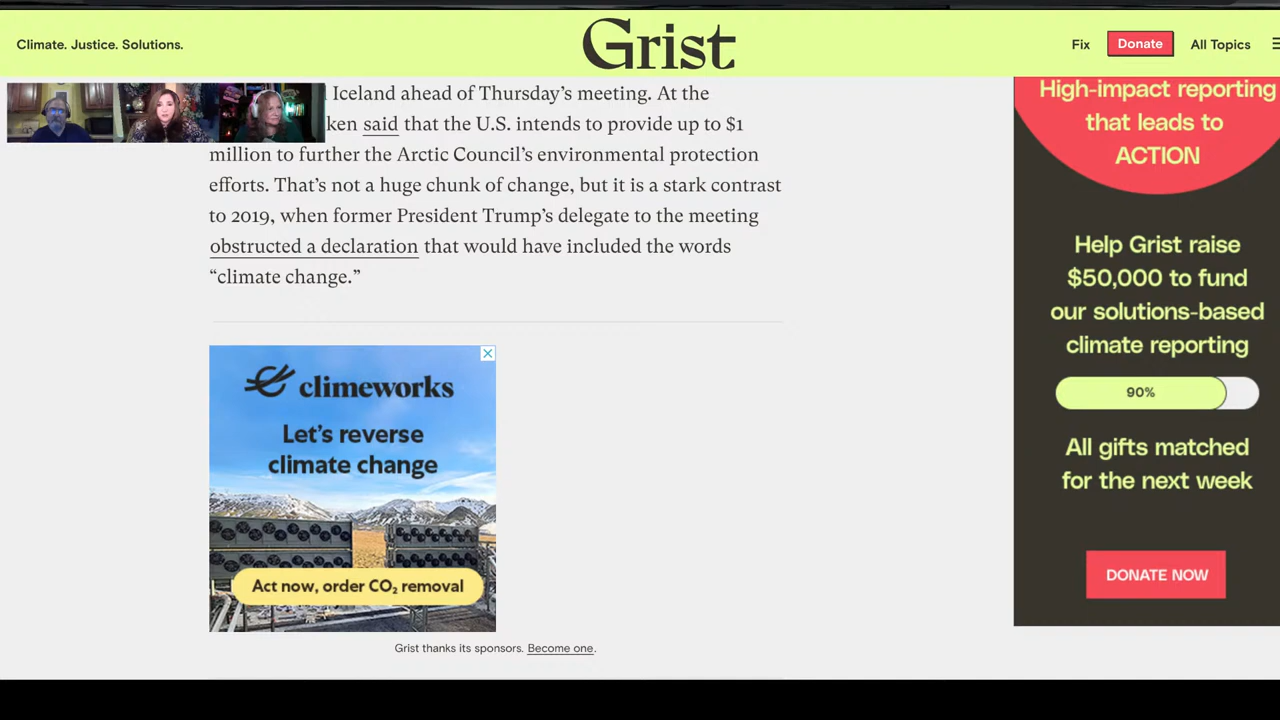 Climate. Justice. Solutions.
Grist
Fix
Donate
All Topics
Iceland ahead of Thursday’s meeting. At the
ken said that the U.S. intends to provide up to $1
million to further the Arctic Council’s environmental protection
efforts. That’s not a huge chunk of change, but it is a stark contrast
to 2019, when former President Trump’s delegate to the meeting
obstructed a declaration that would have included the words
“climate change.”
climeworks
Let’s reverse
climate change
Act now, order CO₂ removal
Grist thanks its sponsors. Become one.
High-impact reporting
that leads to
ACTION
Help Grist raise
$50,000 to fund
our solutions-based
climate reporting
90%
All gifts matched
for the next week
DONATE NOW